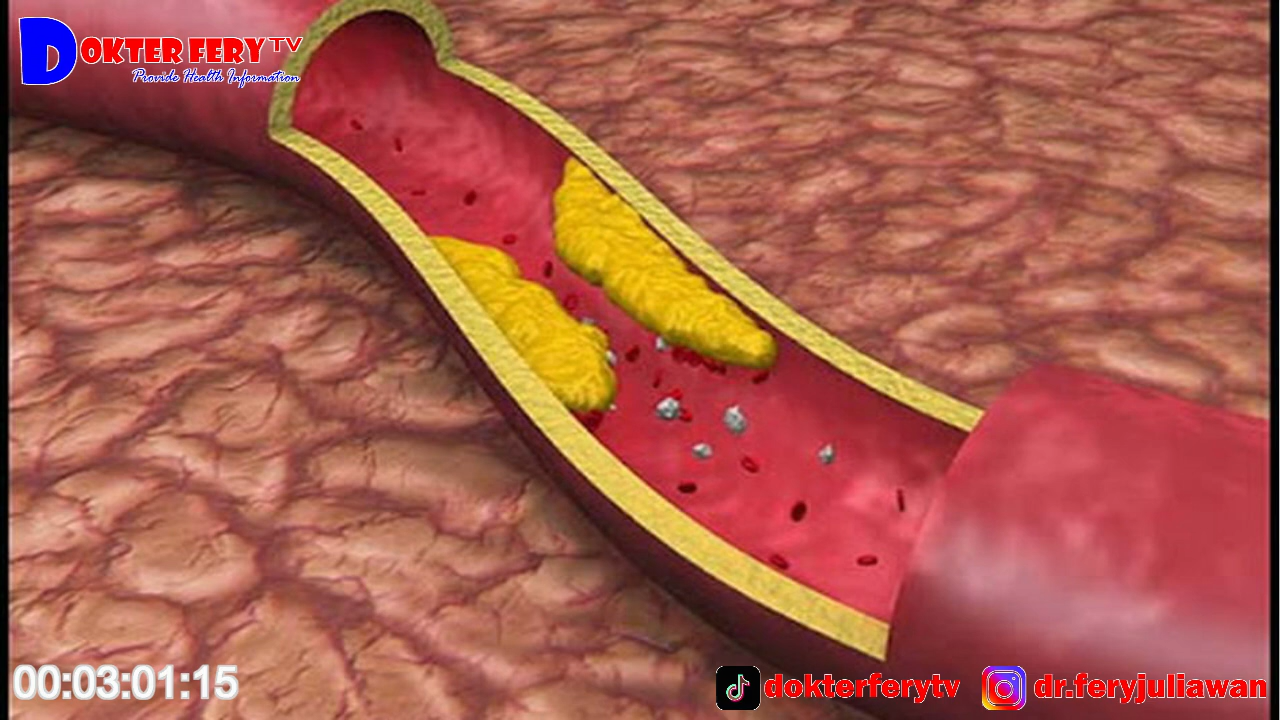 DOKTER FERY TV
Provide Health Information
00:03:01:15
dokterferytv
dr.feryjuliawan